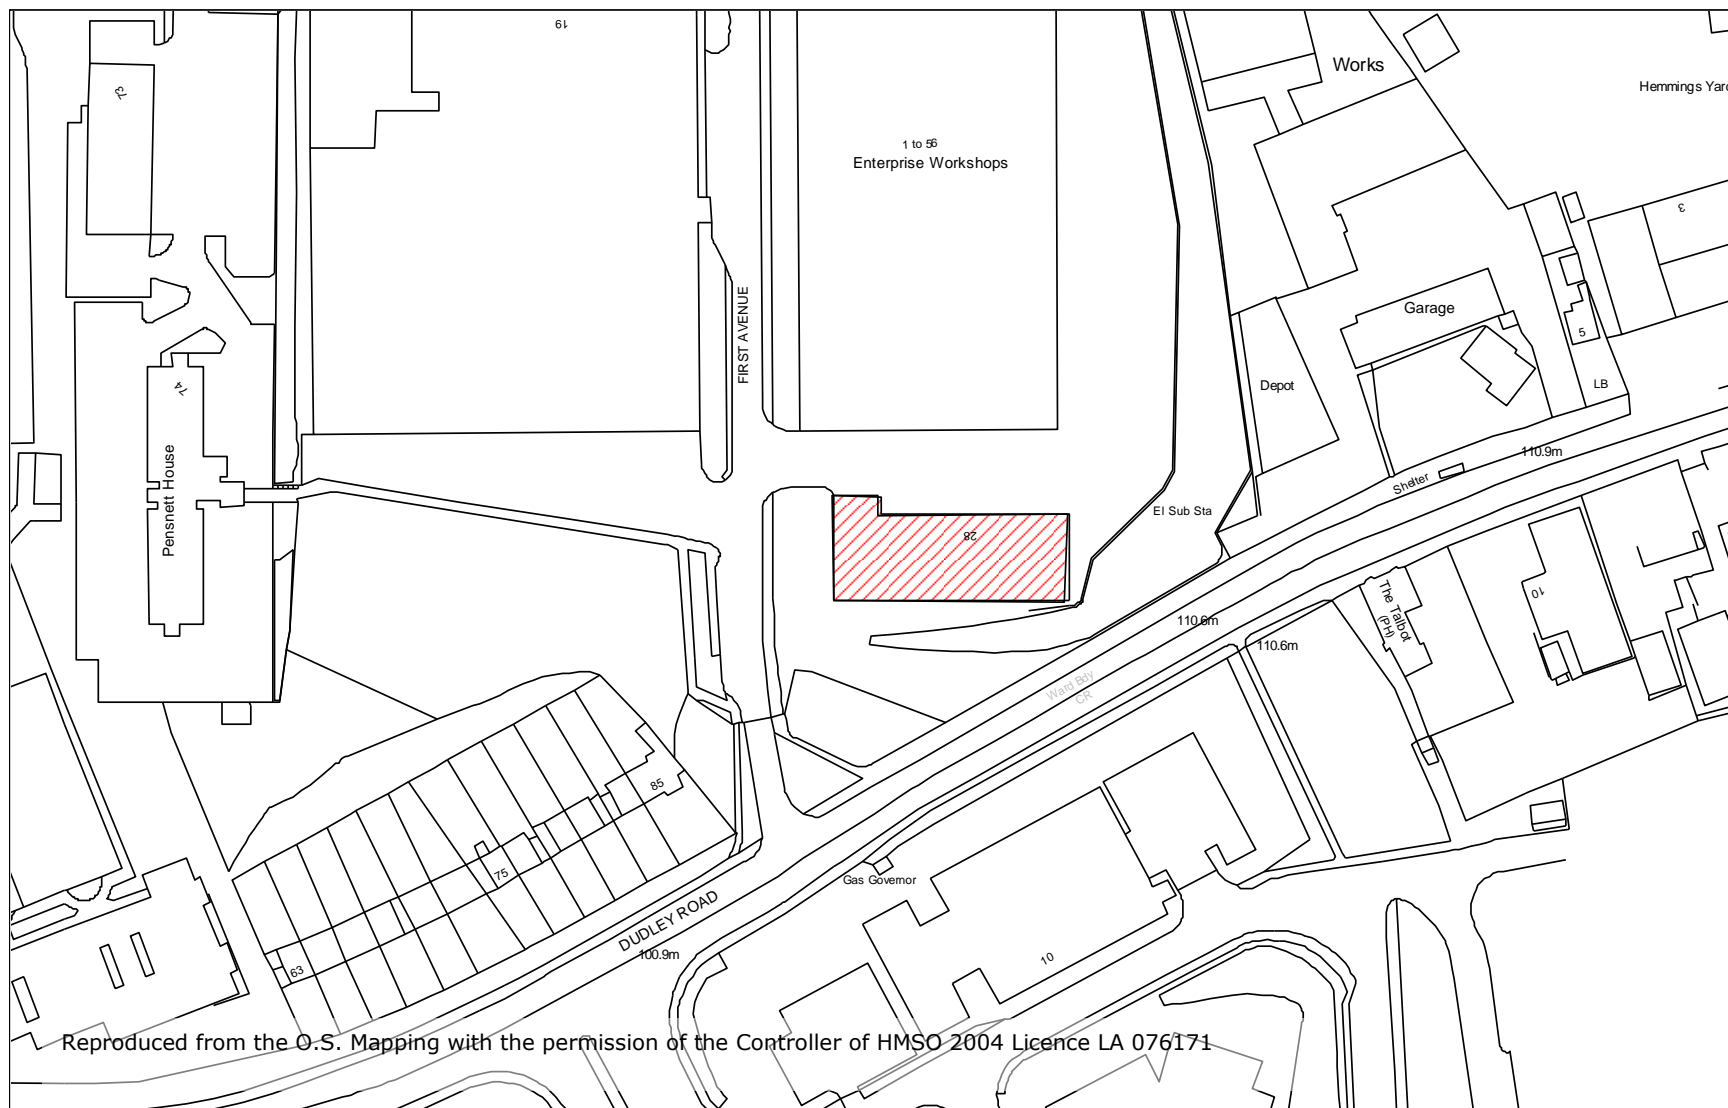 19
73
Works
Hemmings Yard
1 to 56
Enterprise Workshops
3
FIRST AVENUE
Garage
5
74
Depot
LB
Pensnett House
110.9m
Shelter
El Sub Sta
28
The Talbot
(PH)
10
110.6m
110.6m
Ward Bdy
CR
85
75
Gas Governor
DUDLEY ROAD
100.9m
10
63
Reproduced from the O.S. Mapping with the permission of the Controller of HMSO 2004 Licence LA 076171